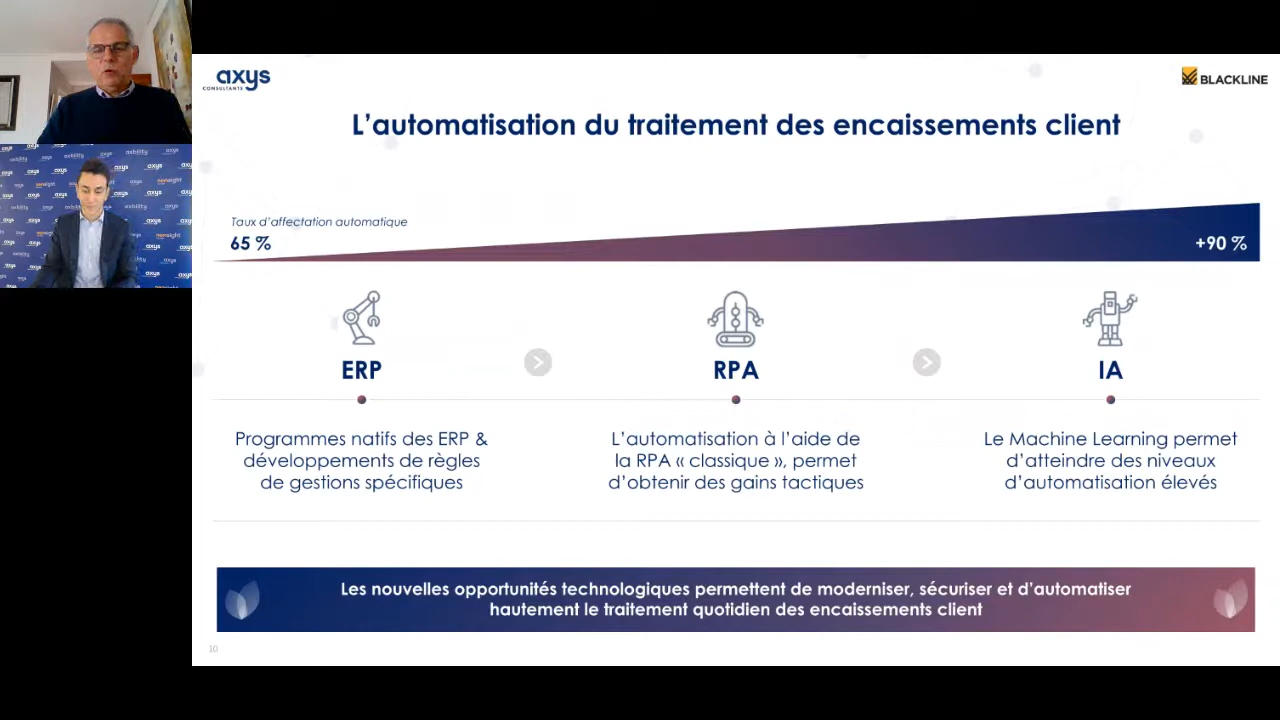 axys
CONSULTANTS
BLACKLINE
L'automatisation du traitement des encaissements client
Taux d'affectation automatique
65 %
+90 %
ERP
RPA
IA
Programmes natifs des ERP &
développements de règles
de gestions spécifiques
L'automatisation à l'aide de
la RPA « classique », permet
d'obtenir des gains tactiques
Le Machine Learning permet
d'atteindre des niveaux
d'automatisation élevés
Les nouvelles opportunités technologiques permettent de moderniser, sécuriser et d'automatiser
hautement le traitement quotidien des encaissements client
10